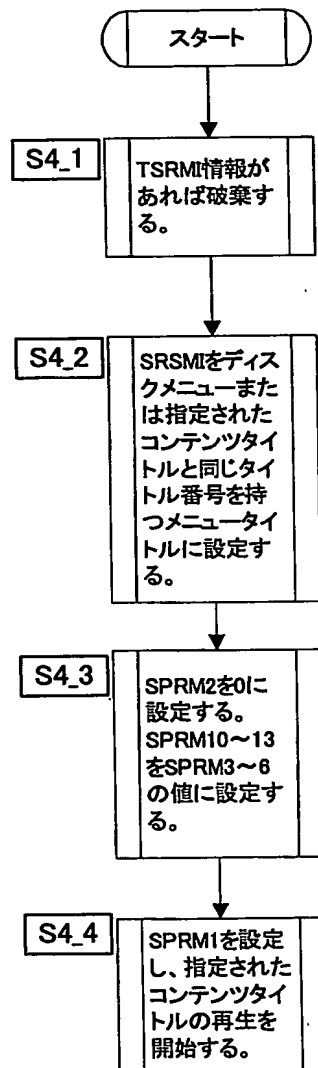 スタート
S4_1
TSRMI情報が
あれば破棄す
る。
S4_2
SRSMIをディス
クメニューまた
は指定された
コンテンツタイ
トルと同じタイ
トル番号を持
つメニュータイ
トルに設定す
る。
S4_3
SPRM2を0に
設定する。
SPRM10～13
をSPRM3～6
の値に設定す
る。
S4_4
SPRM1を設定
し、指定された
コンテンツタイ
トルの再生を
開始する。